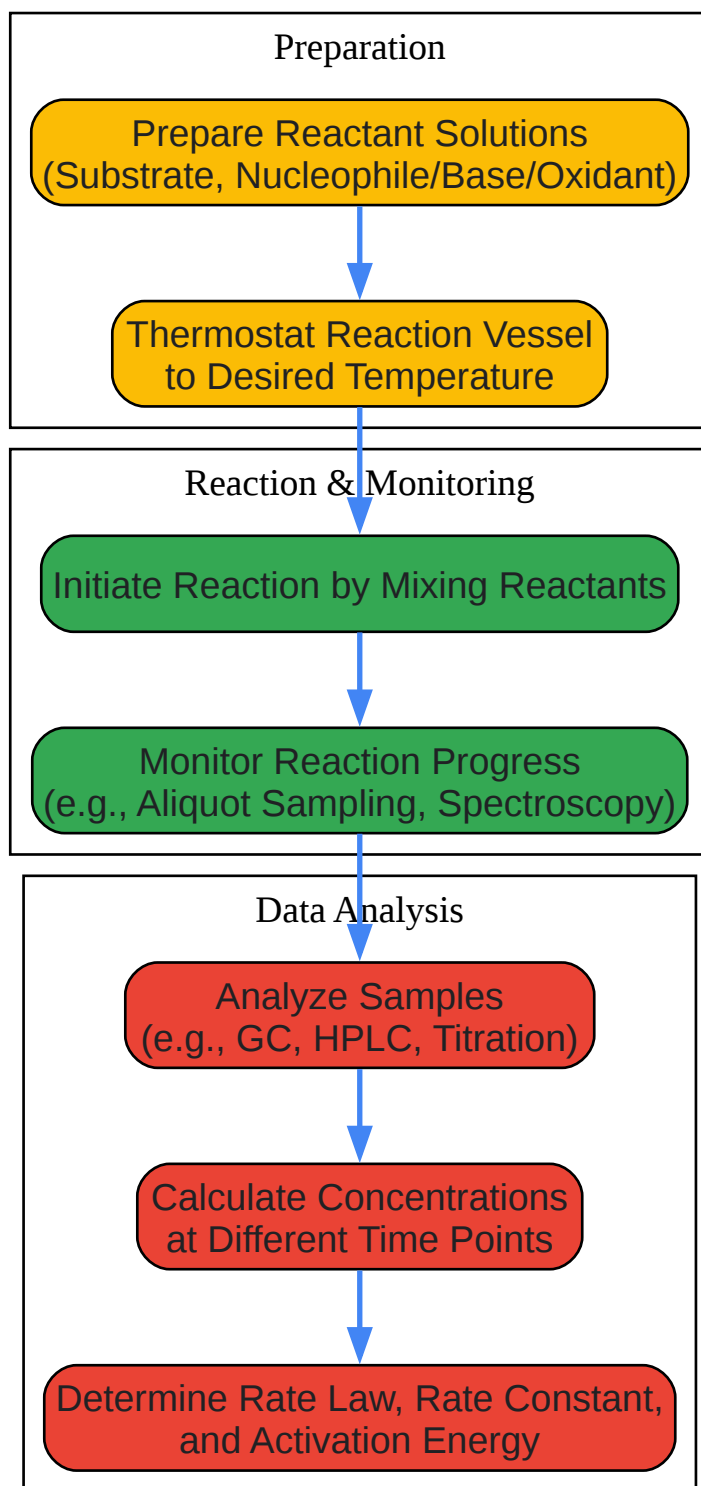 Preparation
Prepare Reactant Solutions
(Substrate, Nucleophile/Base/Oxidant)
Thermostat Reaction Vessel
to Desired Temperature
Reaction & Monitoring
Initiate Reaction by Mixing Reactants
Monitor Reaction Progress
(e.g., Aliquot Sampling, Spectroscopy)
Data Analysis
Analyze Samples
(e.g., GC, HPLC, Titration)
Calculate Concentrations
at Different Time Points
Determine Rate Law, Rate Constant,
and Activation Energy